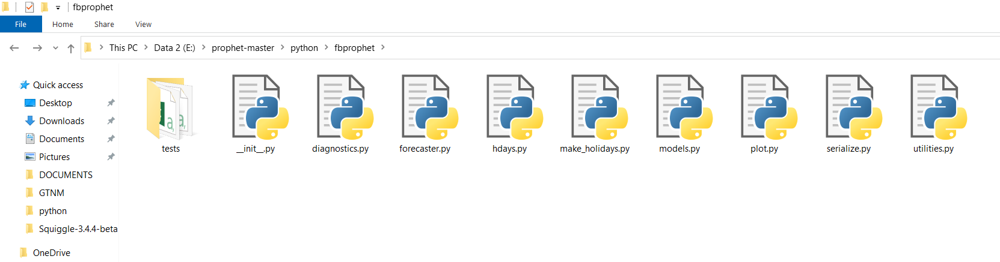 fbprophet
File Home Share View
This PC Data 2 (E:) prophet-master python fbprophet
Quick access
Desktop
Downloads
Documents
Pictures
DOCUMENTS
GTNM
python
Squiggle-3.4.4-beta
OneDrive
a,
a,
tests __init__.py diagnostics.py forecaster.py hdays.py make_holidays.py models.py plot.py serialize.py utilities.py